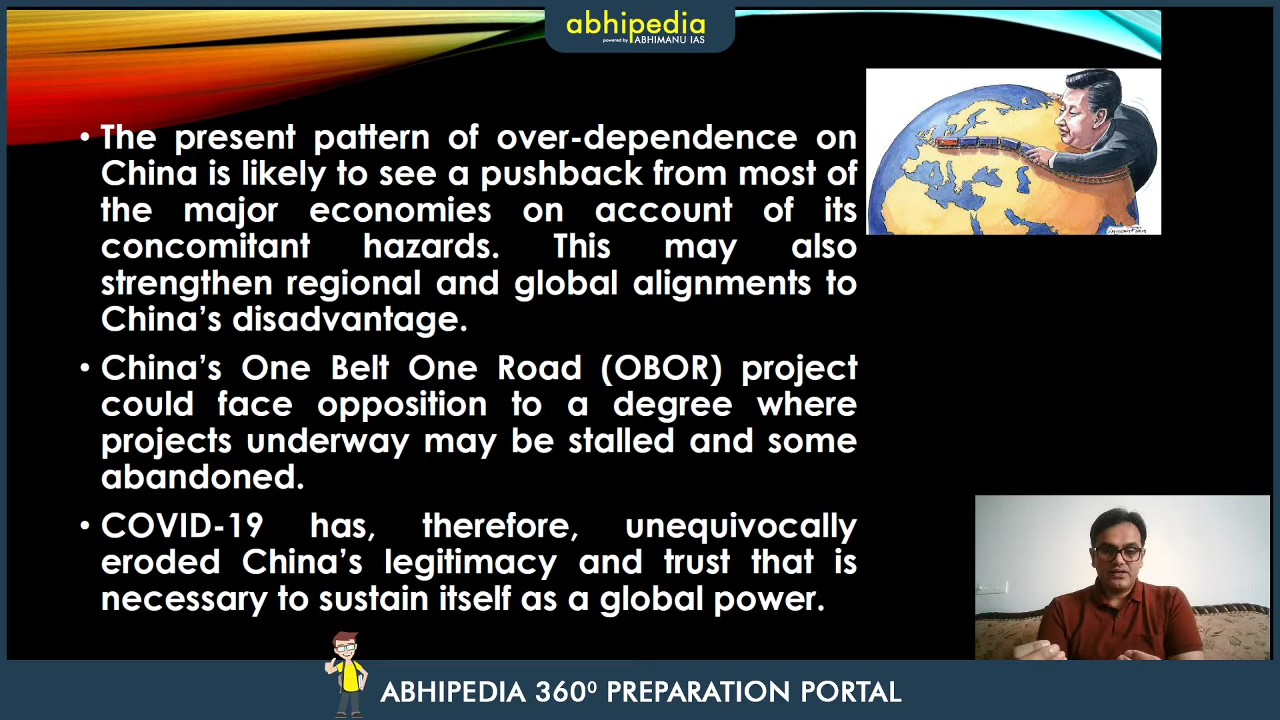 abhipedia
powered by ABHIMANU IAS
• The present pattern of over-dependence on
China is likely to see a pushback from most of
the major economies on account of its
concomitant hazards. This may also
strengthen regional and global alignments to
China’s disadvantage.
• China’s One Belt One Road (OBOR) project
could face opposition to a degree where
projects underway may be stalled and some
abandoned.
• COVID-19 has, therefore, unequivocally
eroded China’s legitimacy and trust that is
necessary to sustain itself as a global power.
ABHIPEDIA 360⁰ PREPARATION PORTAL